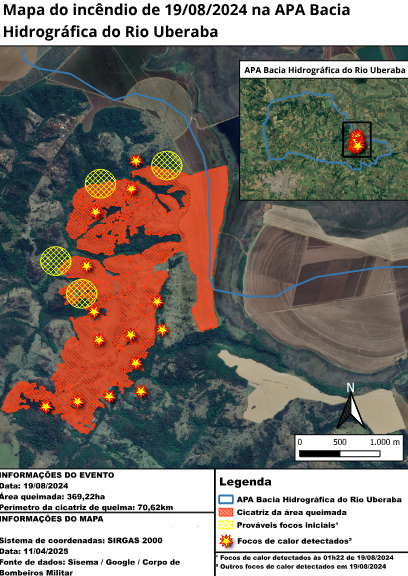 Mapa do incêndio de 19/08/2024 na APA Bacia
Hidrográfica do Rio Uberaba
APA Bacia Hidrográfica do Rio Uberaba
N
0 500 1.000 m
INFORMAÇÕES DO EVENTO
Data: 19/08/2024
Área queimada: 369,22ha
Perímetro da cicatriz de queima: 70,62km
INFORMAÇÕES DO MAPA
Sistema de coordenadas: SIRGAS 2000
Data: 11/04/2025
Fonte de dados: Sisema / Google / Corpo de
Bombeiros Militar
Legenda
APA Bacia Hidrográfica do Rio Uberaba
Cicatriz da área queimada
Prováveis focos iniciais¹
Focos de calor detectados²
¹ Focos de calor detectados às 01h22 de 19/08/2024
² Outros focos de calor detectados em 19/08/2024